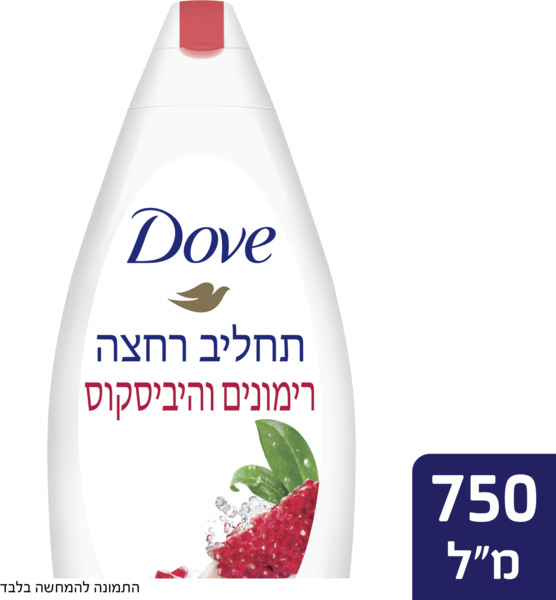 Dove
תחליב רחצה
רימונים והיביסקוס
750
מ״ל
התמונה להמחשה בלבד